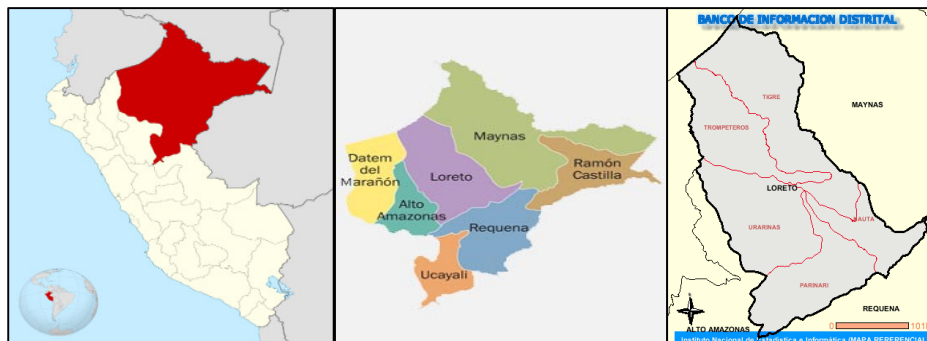 Maynas
Datem
del
Marañón
Loreto
Ramón
Castilla
Alto
Amazonas
Requena
Ucayali
BANCO DE INFORMACION DISTRITAL
TIGRE
MAYNAS
TROMPETEROS
LORETO
NAUTA
URARINAS
PARINARI
REQUENA
ALTO AMAZONAS
0
Instituto Nacional de Estadística e Informática (MAPA REFERENCIAL